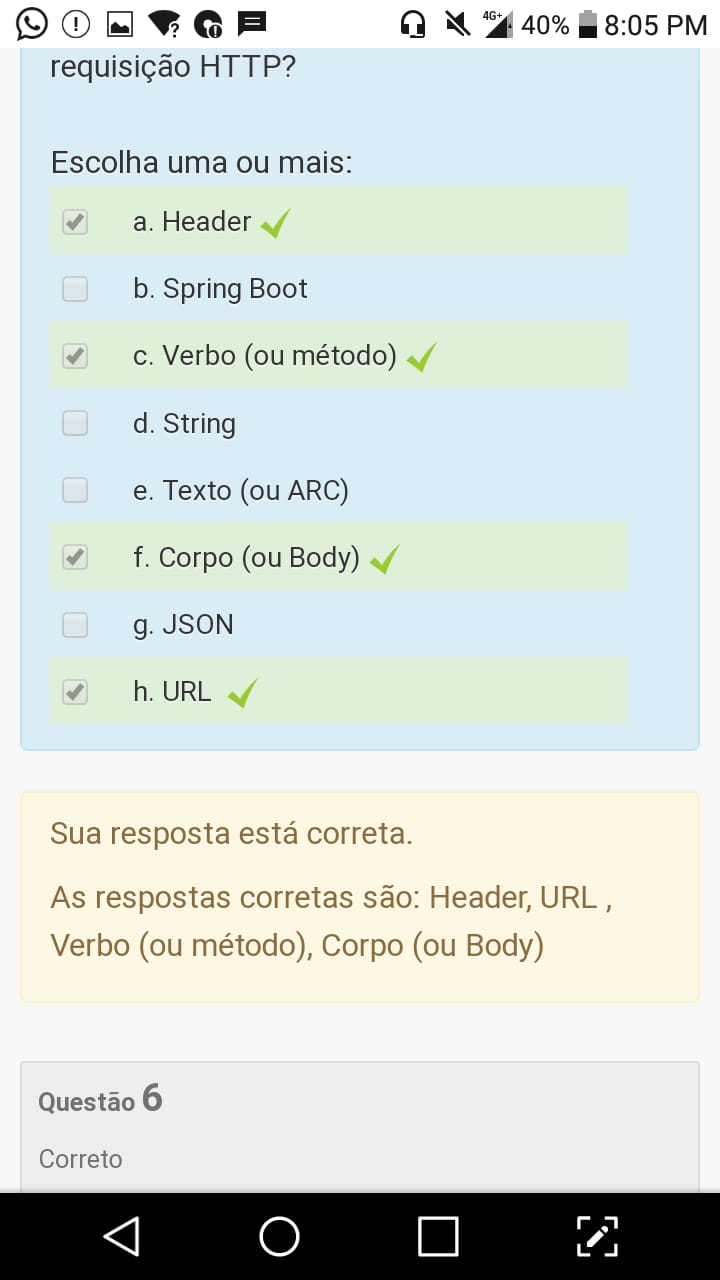 4G+ 40% 8:05 PM
requisição HTTP?
Escolha uma ou mais:
a. Header
b. Spring Boot
c. Verbo (ou método)
d. String
e. Texto (ou ARC)
f. Corpo (ou Body)
g. JSON
h. URL
Sua resposta está correta.
As respostas corretas são: Header, URL ,
Verbo (ou método), Corpo (ou Body)
Questão 6
Correto